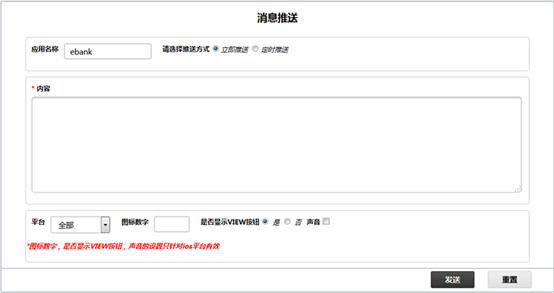 消息推送
应用名称 ebank 请选择推送方式 立即推送 定时推送
* 内容
平台 全部 图标数字 是否显示VIEW按钮 是 否 声音
*图标数字，是否显示VIEW按钮，声音的设置只针对ios平台有效
发送 重置